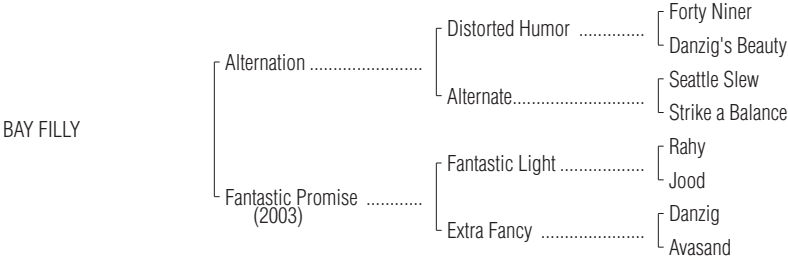 Forty Niner
Distorted Humor ..............
Danzig's Beauty
Alternation ........................
Seattle Slew
Alternate............................
Strike a Balance
BAY FILLY
Rahy
Fantastic Light ..................
Jood
Fantastic Promise ............
(2003)
Danzig
Extra Fancy ......................
Avasand